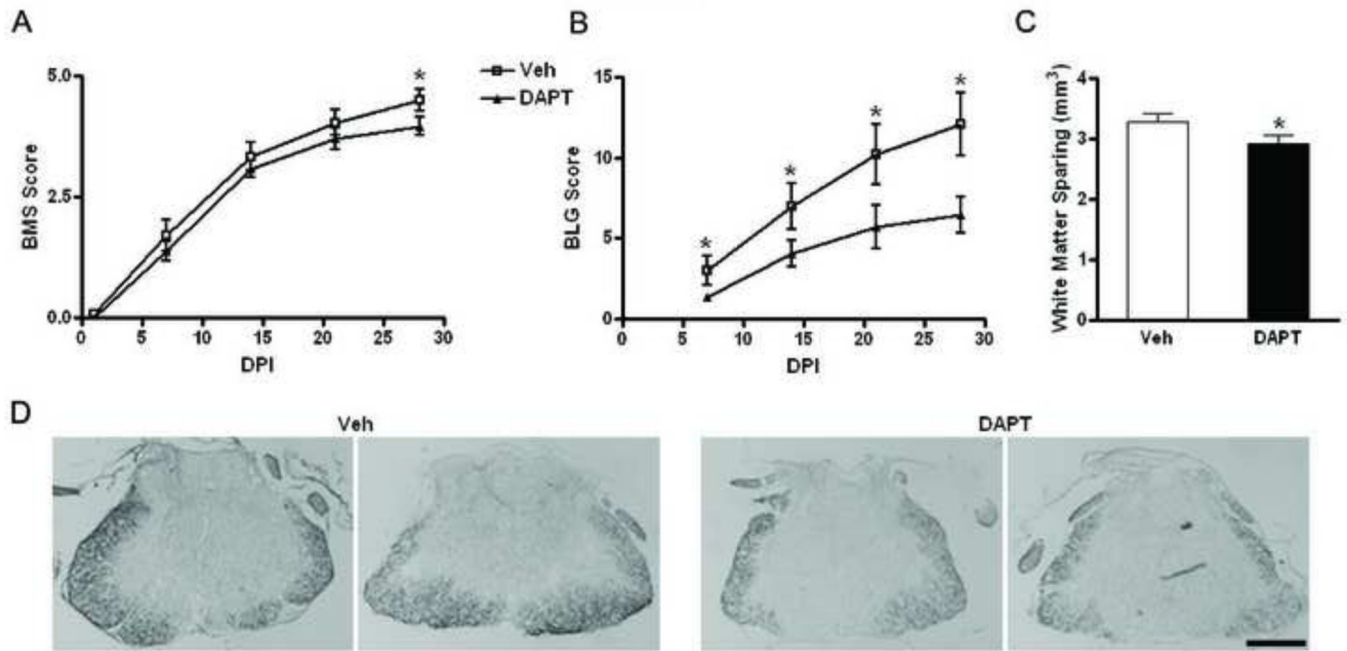 A
BMS Score
5.0
2.5
0.0
0 5 10 15 20 25 30
DPI
*
Veh
DAPT
B
BLG Score
15
10
5
0
0 5 10 15 20 25 30
DPI
* * * *
C
White Matter Sparing (mm³)
4
3
2
1
0
*
Veh DAPT
D
Veh DAPT